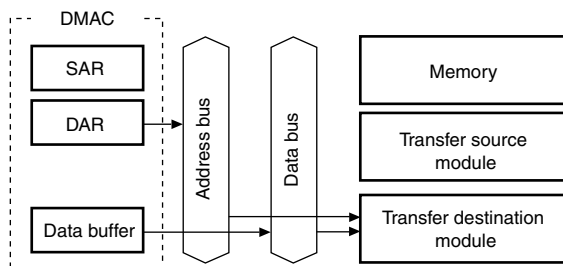 DMAC
SAR
DAR
Data buffer
Address bus
Data bus
Memory
Transfer source
module
Transfer destination
module